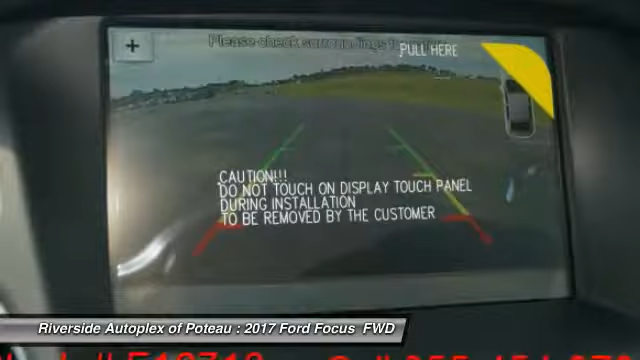 Please check surroundings
PULL HERE
CAUTION!!!
DO NOT TOUCH ON DISPLAY TOUCH PANEL
DURING INSTALLATION
TO BE REMOVED BY THE CUSTOMER
Riverside Autoplex of Poteau : 2017 Ford Focus FWD